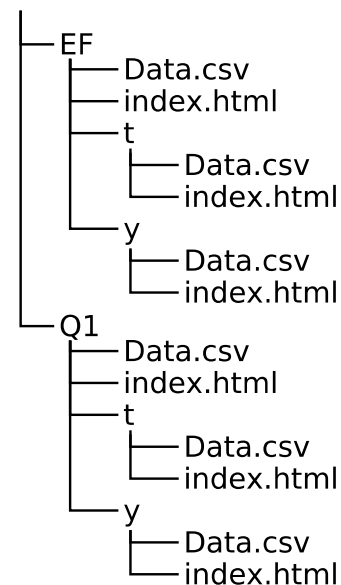 EF
Data.csv
index.html
t
Data.csv
index.html
y
Data.csv
index.html
Q1
Data.csv
index.html
t
Data.csv
index.html
y
Data.csv
index.html